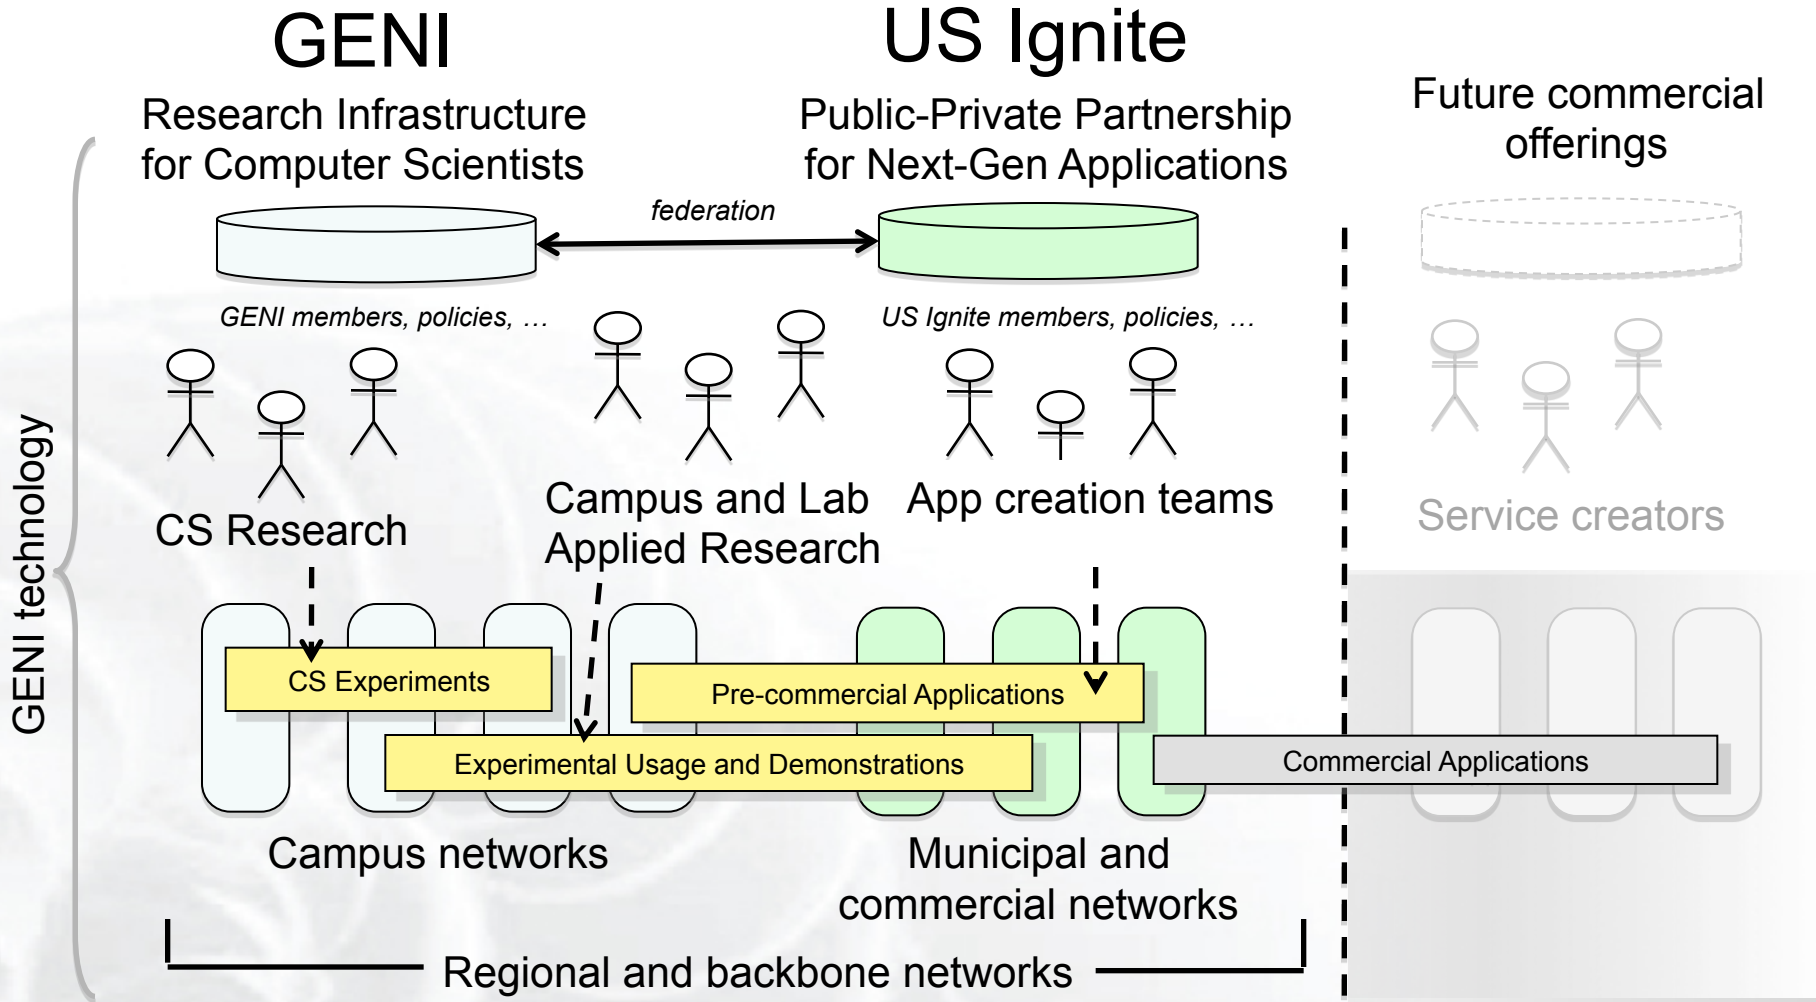 GENI
US Ignite
Research Infrastructure
for Computer Scientists
Public-Private Partnership
for Next-Gen Applications
Future commercial
offerings
federation
GENI members, policies, …
US Ignite members, policies, …
GENI technology
CS Research
Campus and Lab
Applied Research
App creation teams
Service creators
CS Experiments
Pre-commercial Applications
Experimental Usage and Demonstrations
Commercial Applications
Campus networks
Municipal and
commercial networks
Regional and backbone networks